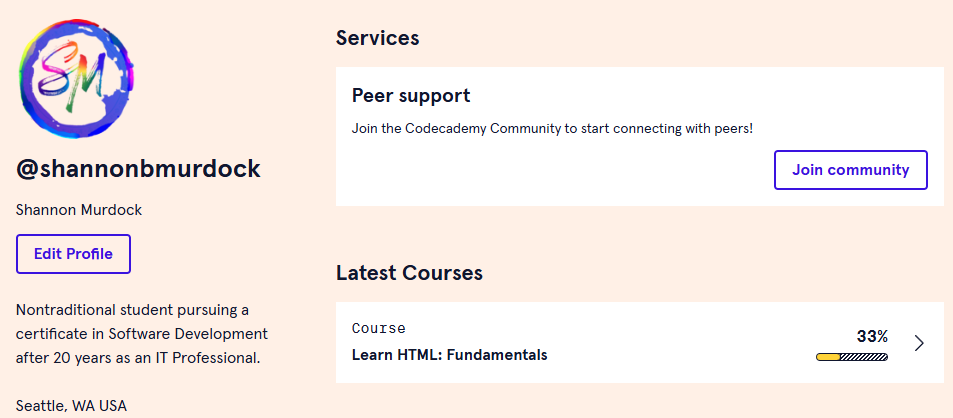 SM
@shannonbmurdock
Shannon Murdock
Edit Profile
Nontraditional student pursuing a
certificate in Software Development
after 20 years as an IT Professional.
Seattle, WA USA
Services
Peer support
Join the Codecademy Community to start connecting with peers!
Join community
Latest Courses
Course
33%
Learn HTML: Fundamentals